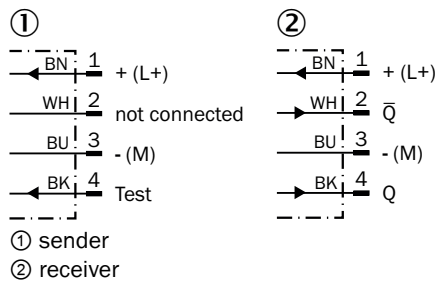 ① ②
BN 1 + (L+) BN 1 + (L+)
WH 2 not connected WH 2 Q̅
BU 3 - (M) BU 3 - (M)
BK 4 Test BK 4 Q
① sender
② receiver